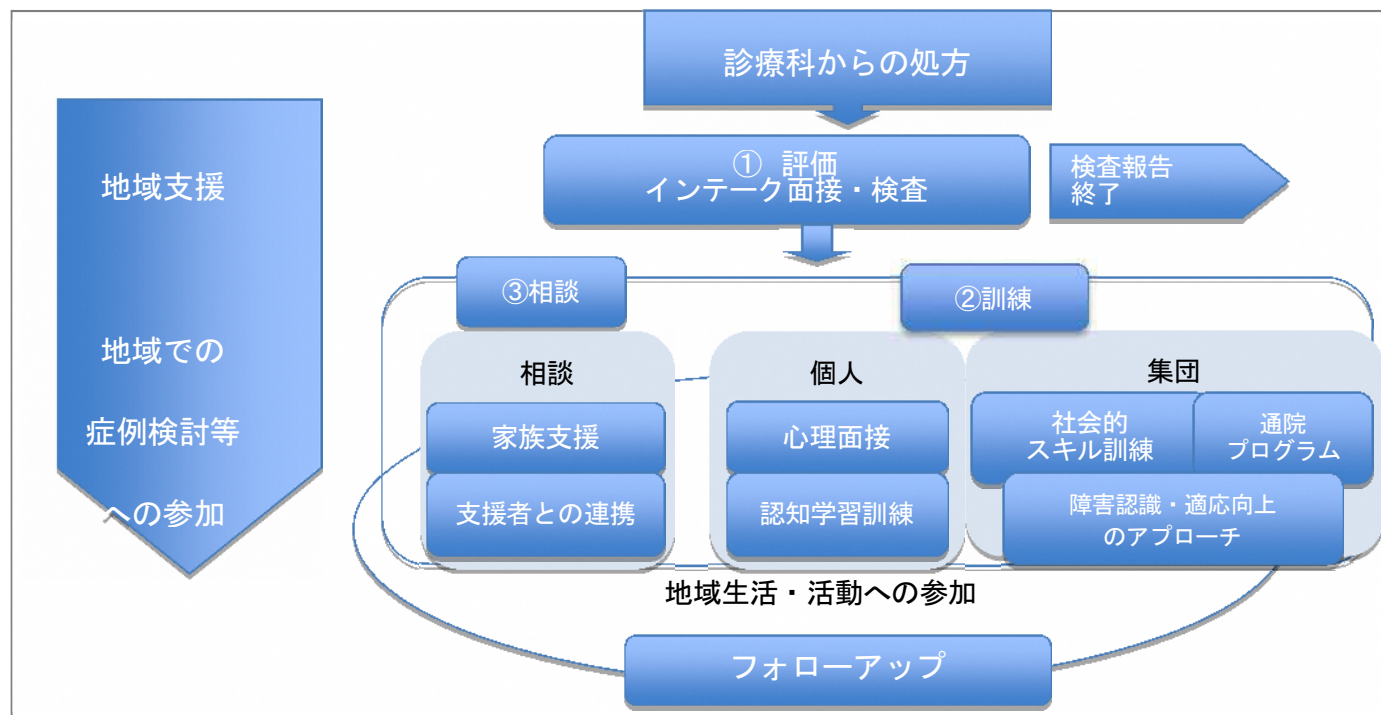 診療科からの処方
① 評価
インテーク面接・検査
検査報告
終了
地域支援
地域での
症例検討等
への参加
③相談
②訓練
相談
家族支援
支援者との連携
個人
心理面接
認知学習訓練
集団
社会的
スキル訓練
通院
プログラム
障害認識・適応向上
のアプローチ
地域生活・活動への参加
フォローアップ